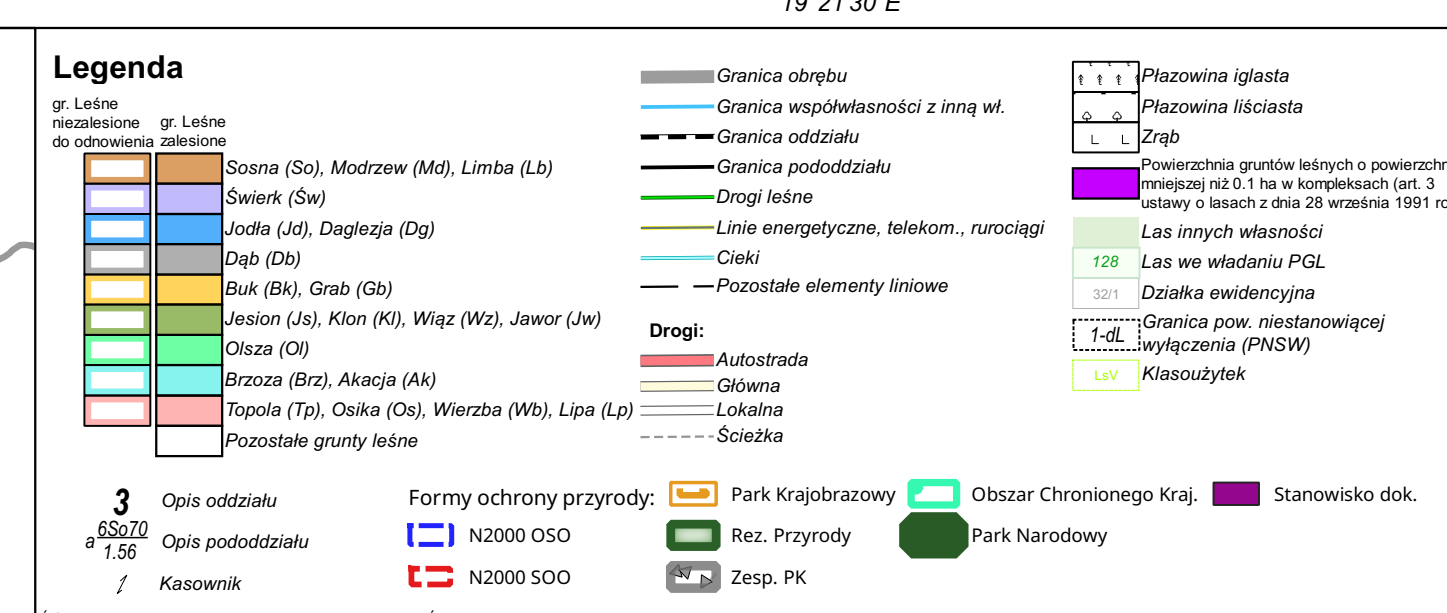 19 21'30"E
Legenda
gr. Leśne
niezalesione
do odnowienia
gr. Leśne
zalesione
Sosna (So), Modrzew (Md), Limba (Lb)
Świerk (Św)
Jodła (Jd), Daglezja (Dg)
Dąb (Db)
Buk (Bk), Grab (Gb)
Jesion (Js), Klon (Kl), Wiąz (Wz), Jawor (Jw)
Olsza (Ol)
Brzoza (Brz), Akacja (Ak)
Topola (Tp), Osika (Os), Wierzba (Wb), Lipa (Lp)
Pozostałe grunty leśne
3 Opis oddziału
a 6So70
1.56
Opis pododdziału
Kasownik
Granica obrębu
Granica współwłasności z inną wł.
Granica oddziału
Granica pododdziału
Drogi leśne
Linie energetyczne, telekom., rurociągi
Cieki
Pozostałe elementy liniowe
Drogi:
Autostrada
Główna
Lokalna
Ścieżka
Płazowina iglasta
Płazowina liściasta
L L Zrąb
Powierzchnia gruntów leśnych o powierzchn
mniejszej niż 0.1 ha w kompleksach (art. 3
ustawy o lasach z dnia 28 września 1991 ro
Las innych własności
128 Las we władaniu PGL
32/1 Działka ewidencyjna
1-dL Granica pow. niestanowiącej
wyłączenia (PNSW)
LsV Klasoużytek
Formy ochrony przyrody:
N2000 OSO
N2000 SOO
Park Krajobrazowy
Rez. Przyrody
Zesp. PK
Obszar Chronionego Kraj.
Park Narodowy
Stanowisko dok.